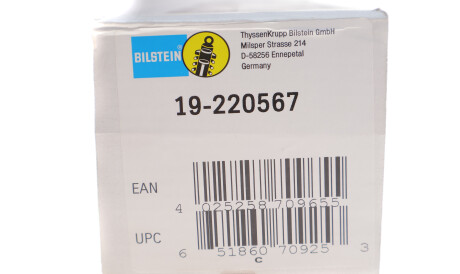 BILSTEIN
ThyssenKrupp Bilstein GmbH
Milsper Strasse 214
D-58256 Ennepetal
Germany
19-220567
EAN
4 025258 709655
UPC
6 51860 70925 3
C